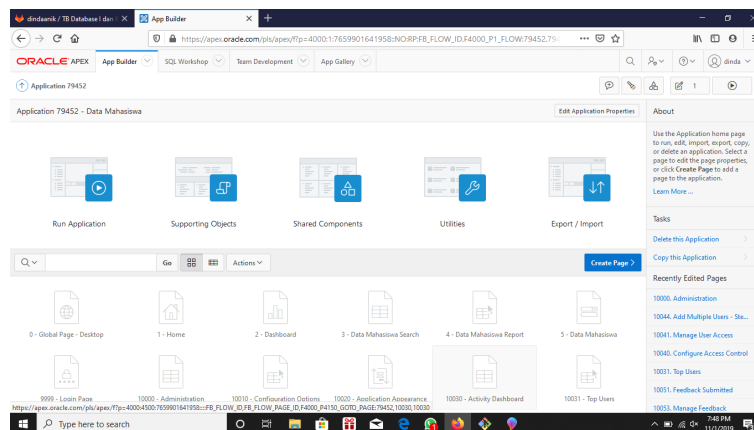 dindaanik / TB Database I dan
App Builder
https://apex.oracle.com/pls/apex/f?p=4000:1:7659901641958::NO:RP:FB_FLOW_ID,F4000_P1_FLOW:79452,79
ORACLE APEX App Builder SQL Workshop Team Development App Gallery dinda
Application 79452 1
Application 79452 - Data Mahasiswa Edit Application Properties
About
Use the Application home page
to run, edit, import, export, copy,
or delete an application. Select a
page to edit the page properties,
or click Create Page to add a
page to the application.
Learn More ...
Run Application Supporting Objects Shared Components Utilities Export / Import
Tasks
Delete this Application
Copy this Application
Go Actions Create Page >
Recently Edited Pages
10000. Administration
10044. Add Multiple Users - Ste...
10041. Manage User Access
10040. Configure Access Control
10031. Top Users
10051. Feedback Submitted
10053. Manage Feedback
0 - Global Page - Desktop 1 - Home 2 - Dashboard 3 - Data Mahasiswa Search 4 - Data Mahasiswa Report 5 - Data Mahasiswa
9999 - Login Page 10000 - Administration 10010 - Configuration Options 10020 - Application Appearance 10030 - Activity Dashboard 10031 - Top Users
https://apex.oracle.com/pls/apex/f?p=4000:4500:7659901641958:::FB_FLOW_ID,FB_FLOW_PAGE_ID,F4000_P4150_GOTO_PAGE:79452,10030,10030
Type here to search
7:48 PM
11/1/2019